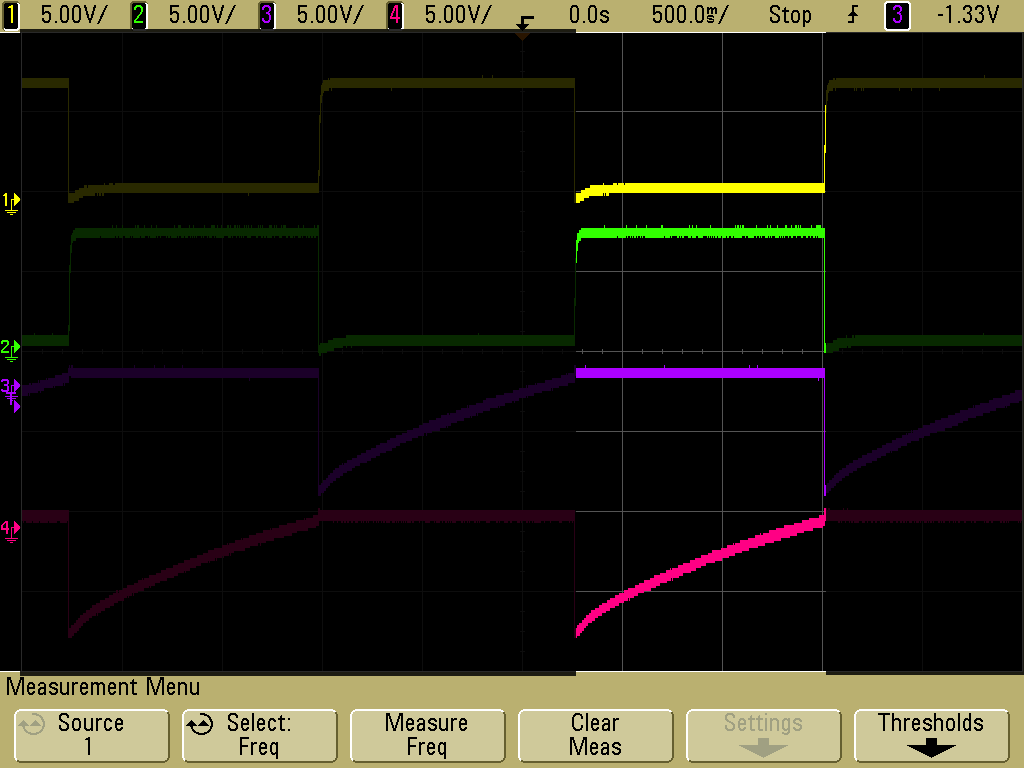 1 5.00V/ 2 5.00V/ 3 5.00V/ 4 5.00V/ 0.0s 500.0ms/ Stop 3 -1.33V
1
2
3
4
Measurement Menu
Source Select: Measure Clear Settings Thresholds
1 Freq Freq Meas